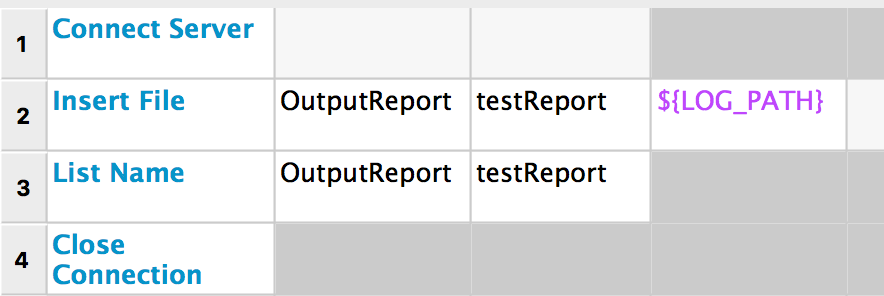 1 Connect Server
2 Insert File OutputReport testReport ${LOG_PATH}
3 List Name OutputReport testReport
4 Close
Connection